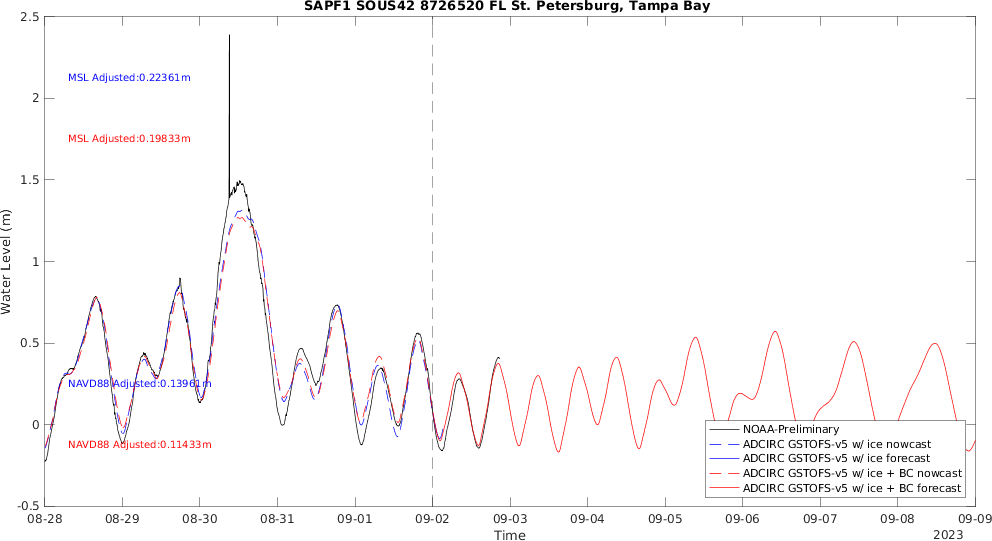 SAPF1 SOUS42 8726520 FL St. Petersburg, Tampa Bay
2.5
2
1.5
1
0.5
0
-0.5
Water Level (m)
MSL Adjusted:0.22361m
MSL Adjusted:0.19833m
NAVD88 Adjusted:0.13961m
NAVD88 Adjusted:0.11433m
NOAA-Preliminary
ADCIRC GSTOFS-v5 w/ ice nowcast
ADCIRC GSTOFS-v5 w/ ice forecast
ADCIRC GSTOFS-v5 w/ ice + BC nowcast
ADCIRC GSTOFS-v5 w/ ice + BC forecast
08-28 08-29 08-30 08-31 09-01 09-02 09-03 09-04 09-05 09-06 09-07 09-08 09-09
Time
2023